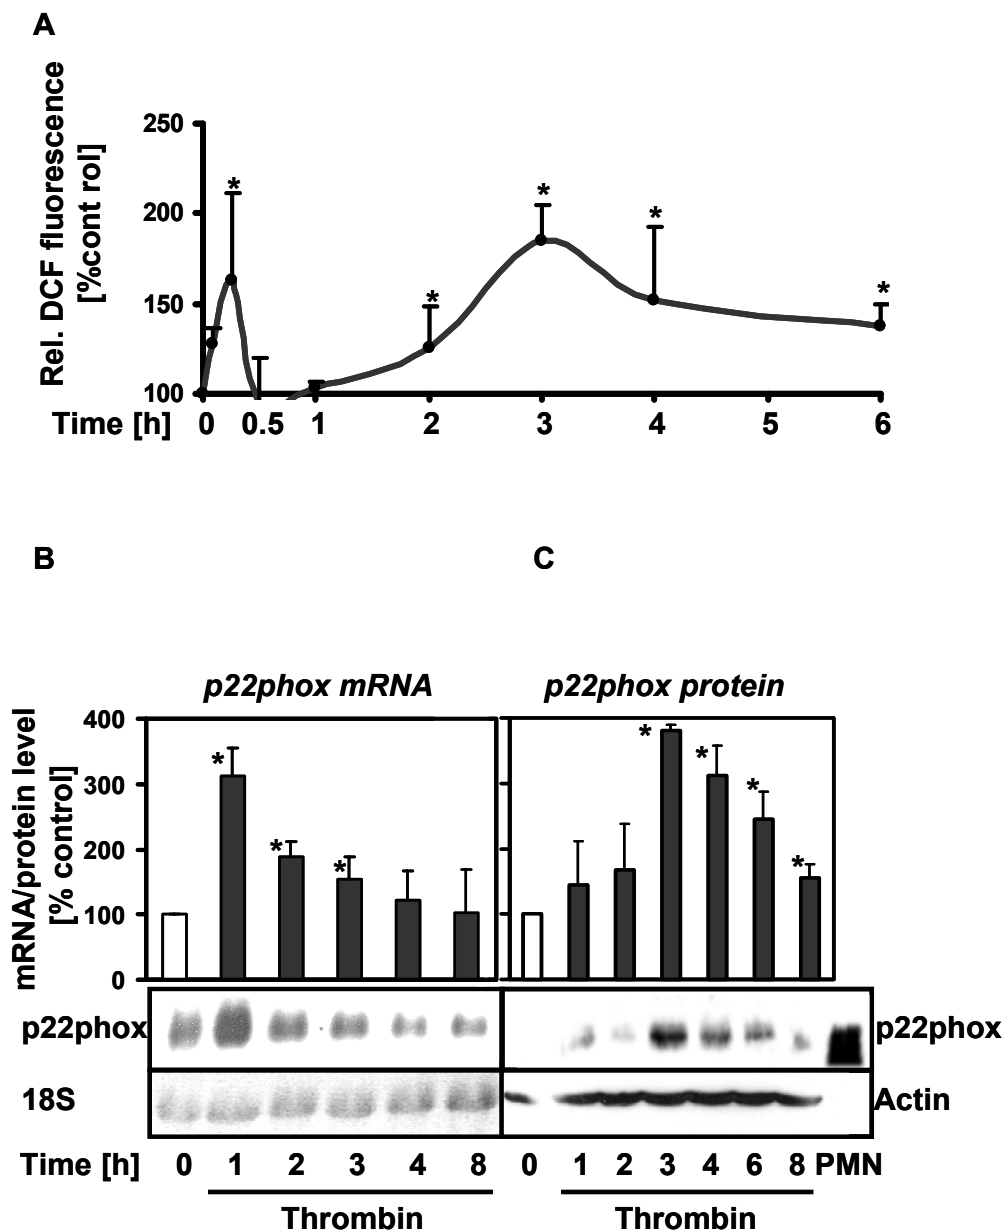 A
Rel. DCF fluorescence
[%cont rol]
250
*
*
*
200
*
*
150
100
Time [h] 0 0.5 1 2 3 4 5 6
B C
p22phox mRNA p22phox protein
mRNA/protein level
[% control]
400
*
*
*
300
*
200
*
*
*
100
0
p22phox p22phox
18S Actin
Time [h] 0 1 2 3 4 8 0 1 2 3 4 6 8 PMN
Thrombin Thrombin